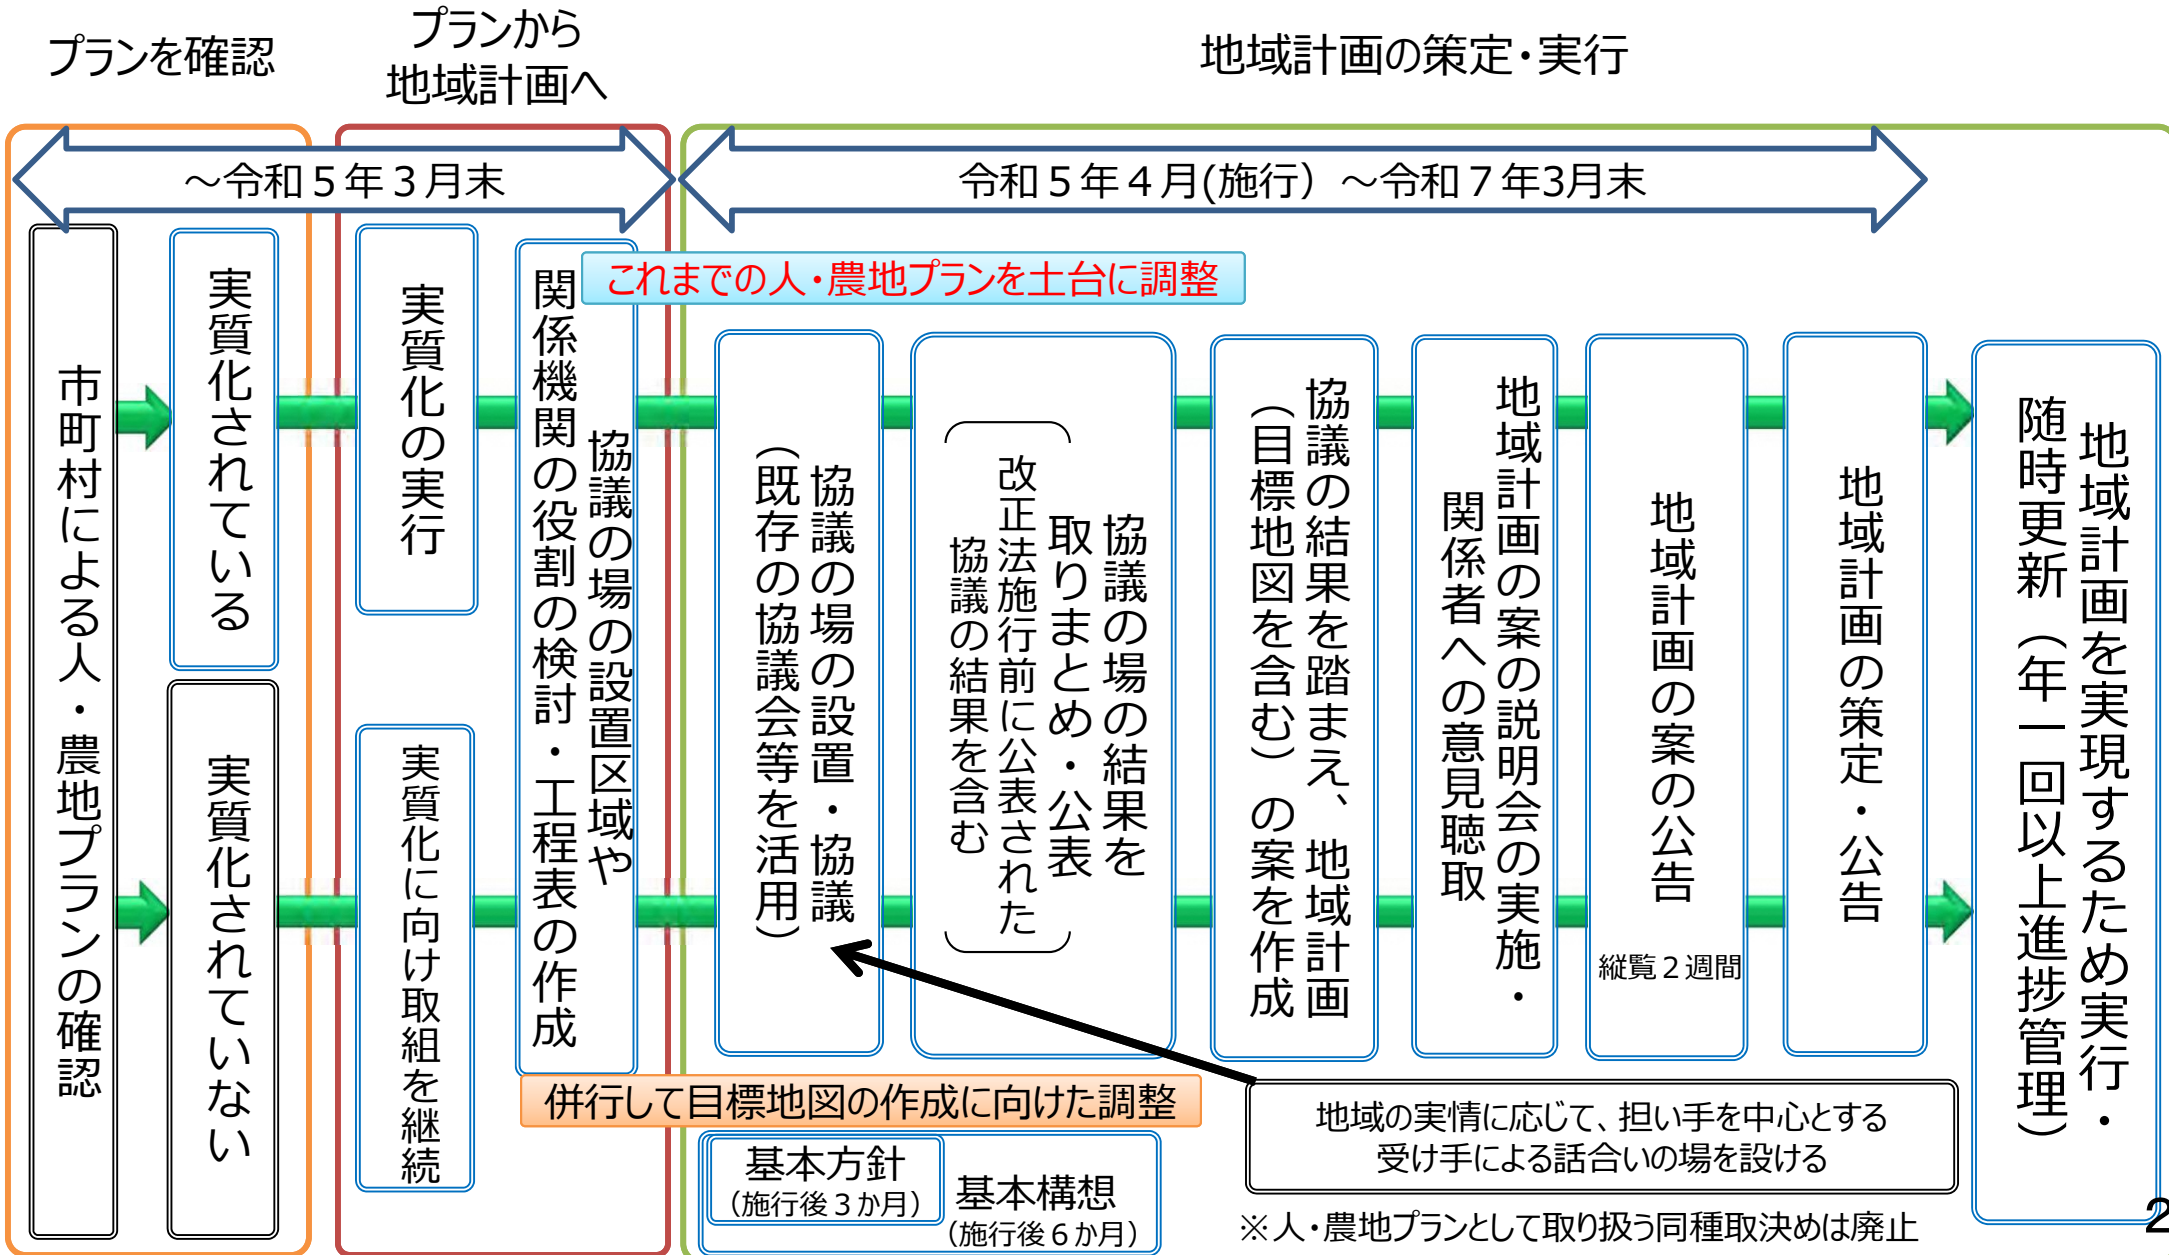 プランを確認
プランから
地域計画へ
地域計画の策定・実行
～令和５年３月末
令和５年４月(施行）～令和７年3月末
これまでの人・農地プランを土台に調整
市町村による人・農地プランの確認
実質化されている
実質化されていない
実質化の実行
実質化に向け取組を継続
協議の場の設置区域や
関係機関の役割の検討・工程表の作成
協議の場の設置・協議
（既存の協議会等を活用）
協議の場の結果を
取りまとめ・公表
改正法施行前に公表された
協議の結果を含む
協議の結果を踏まえ、地域計画
（目標地図を含む）の案を作成
地域計画の案の説明会の実施・
関係者への意見聴取
地域計画の案の公告
縦覧２週間
地域計画の策定・公告
地域計画を実現するため実行・
随時更新（年一回以上進捗管理）
併行して目標地図の作成に向けた調整
基本方針
（施行後３か月）
基本構想
（施行後６か月）
地域の実情に応じて、担い手を中心とする
受け手による話合いの場を設ける
※人・農地プランとして取り扱う同種取決めは廃止
2